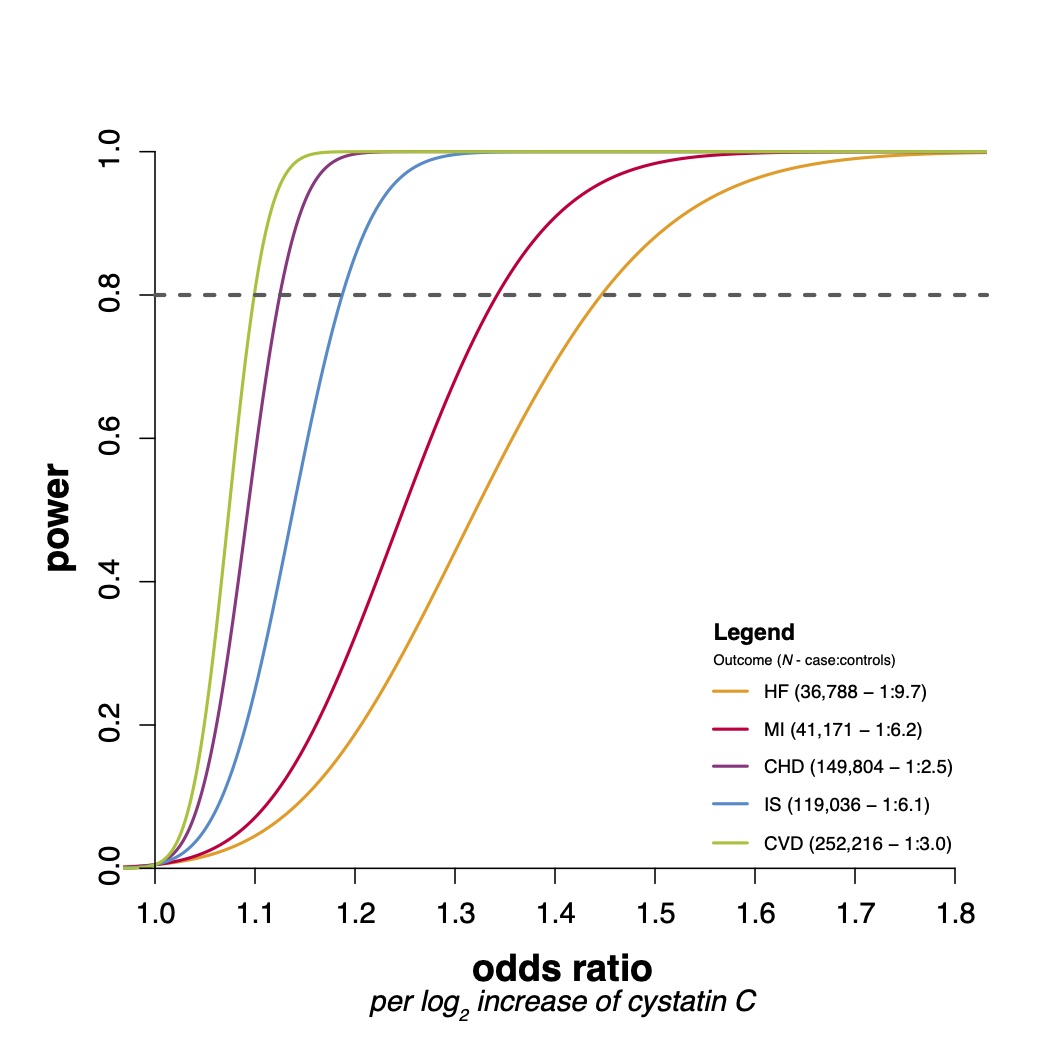 1.0
0.8
0.6
0.4
0.2
0.0
power
Legend
Outcome (N - case:controls)
HF (36,788 – 1:9.7)
MI (41,171 – 1:6.2)
CHD (149,804 – 1:2.5)
IS (119,036 – 1:6.1)
CVD (252,216 – 1:3.0)
1.0 1.1 1.2 1.3 1.4 1.5 1.6 1.7 1.8
odds ratio
per log₂ increase of cystatin C